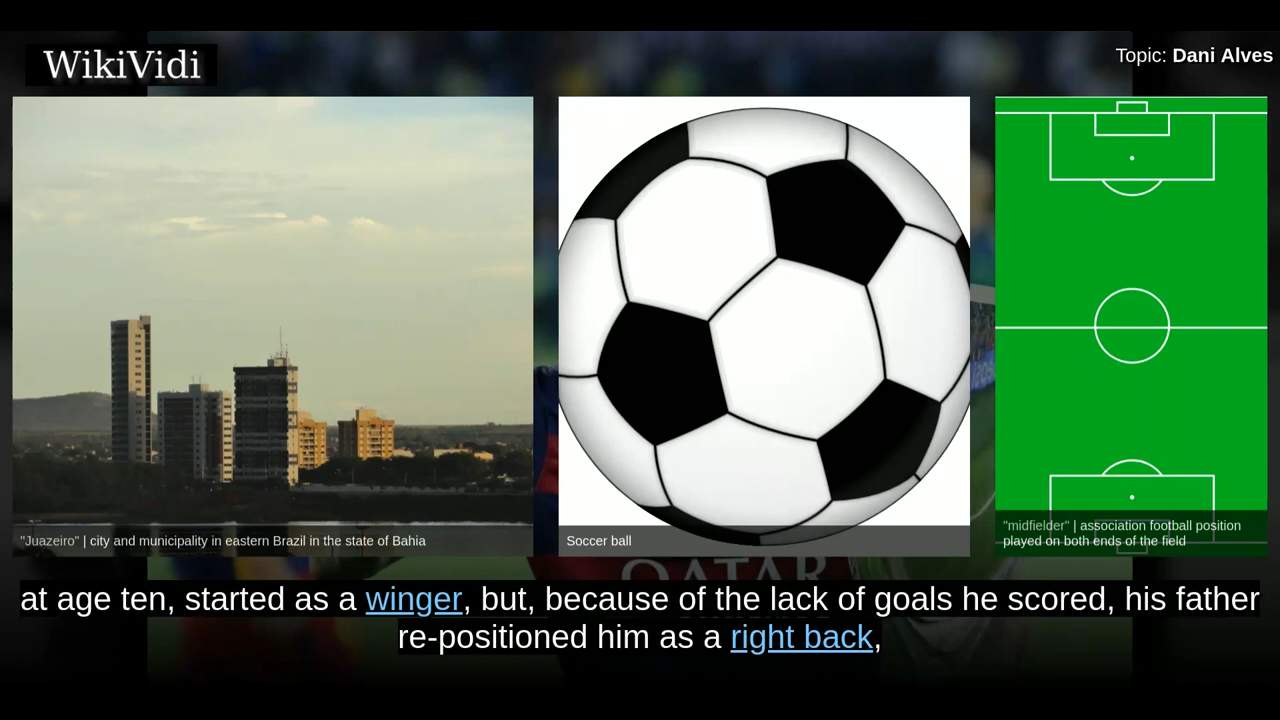 WikiVidi
Topic: Dani Alves
"Juazeiro" | city and municipality in eastern Brazil in the state of Bahia
Soccer ball
"midfielder" | association football position
played on both ends of the field
QATAR
at age ten, started as a winger, but, because of the lack of goals he scored, his father
re-positioned him as a right back,